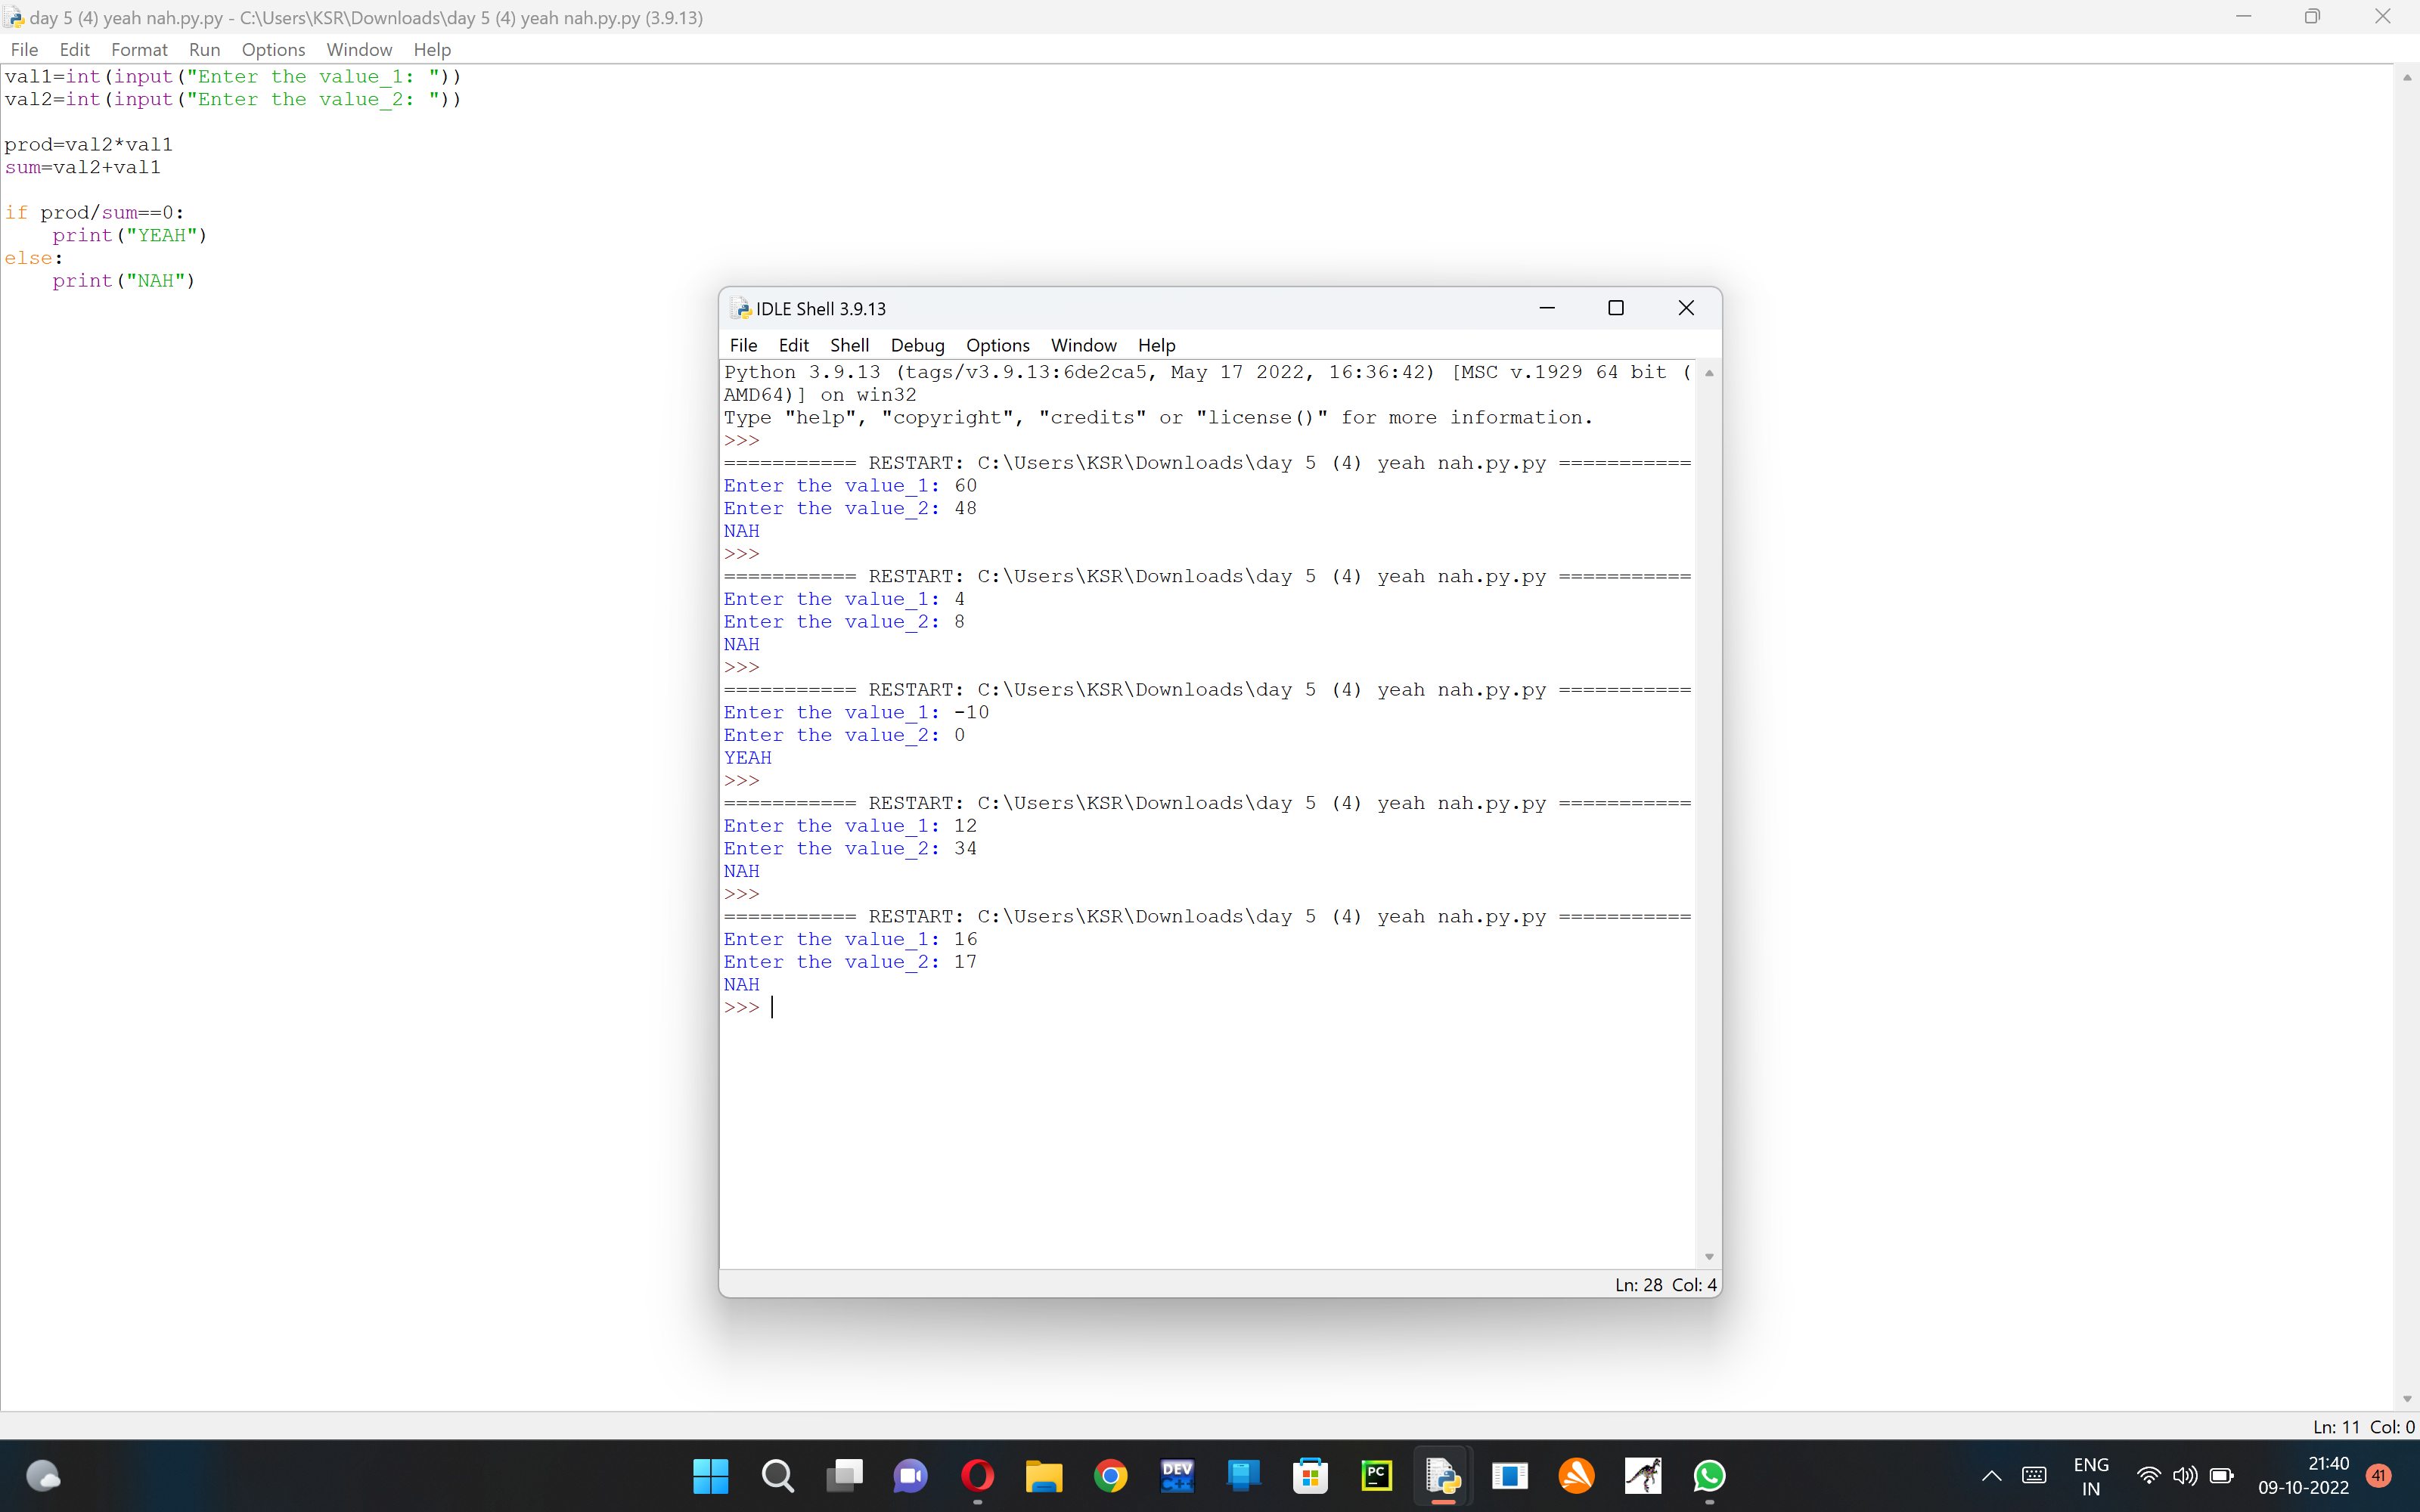 day 5 (4) yeah nah.py.py - C:\Users\KSR\Downloads\day 5 (4) yeah nah.py.py (3.9.13)
File Edit Format Run Options Window Help
val1=int(input("Enter the value_1: "))
val2=int(input("Enter the value_2: "))
prod=val2*val1
sum=val2+val1
if prod/sum==0:
    print("YEAH")
else:
    print("NAH")
IDLE Shell 3.9.13
File Edit Shell Debug Options Window Help
Python 3.9.13 (tags/v3.9.13:6de2ca5, May 17 2022, 16:36:42) [MSC v.1929 64 bit (
AMD64)] on win32
Type "help", "copyright", "credits" or "license()" for more information.
>>>
=========== RESTART: C:\Users\KSR\Downloads\day 5 (4) yeah nah.py.py ===========
Enter the value_1: 60
Enter the value_2: 48
NAH
>>>
=========== RESTART: C:\Users\KSR\Downloads\day 5 (4) yeah nah.py.py ===========
Enter the value_1: 4
Enter the value_2: 8
NAH
>>>
=========== RESTART: C:\Users\KSR\Downloads\day 5 (4) yeah nah.py.py ===========
Enter the value_1: -10
Enter the value_2: 0
YEAH
>>>
=========== RESTART: C:\Users\KSR\Downloads\day 5 (4) yeah nah.py.py ===========
Enter the value_1: 12
Enter the value_2: 34
NAH
>>>
=========== RESTART: C:\Users\KSR\Downloads\day 5 (4) yeah nah.py.py ===========
Enter the value_1: 16
Enter the value_2: 17
NAH
>>>
Ln: 28 Col: 4
Ln: 11 Col: 0
DEV
C++
PC
ENG
IN
21:40
09-10-2022
41